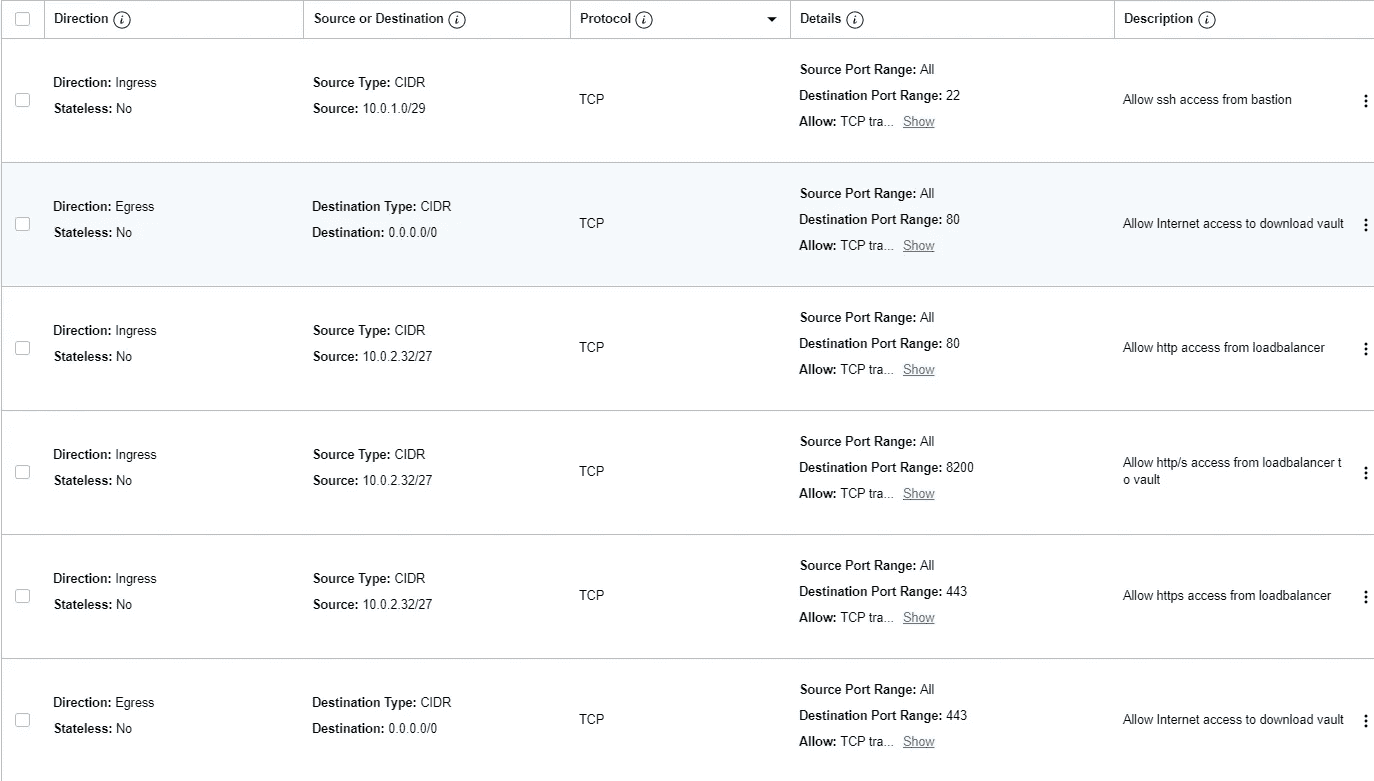 Direction Source or Destination Protocol Details Description
Direction: Ingress
Stateless: No
Source Type: CIDR
Source: 10.0.1.0/29
TCP
Source Port Range: All
Destination Port Range: 22
Allow: TCP tra... Show
Allow ssh access from bastion
Direction: Egress
Stateless: No
Destination Type: CIDR
Destination: 0.0.0.0/0
TCP
Source Port Range: All
Destination Port Range: 80
Allow: TCP tra... Show
Allow Internet access to download vault
Direction: Ingress
Stateless: No
Source Type: CIDR
Source: 10.0.2.32/27
TCP
Source Port Range: All
Destination Port Range: 80
Allow: TCP tra... Show
Allow http access from loadbalancer
Direction: Ingress
Stateless: No
Source Type: CIDR
Source: 10.0.2.32/27
TCP
Source Port Range: All
Destination Port Range: 8200
Allow: TCP tra... Show
Allow http/s access from loadbalancer t
o vault
Direction: Ingress
Stateless: No
Source Type: CIDR
Source: 10.0.2.32/27
TCP
Source Port Range: All
Destination Port Range: 443
Allow: TCP tra... Show
Allow https access from loadbalancer
Direction: Egress
Stateless: No
Destination Type: CIDR
Destination: 0.0.0.0/0
TCP
Source Port Range: All
Destination Port Range: 443
Allow: TCP tra... Show
Allow Internet access to download vault